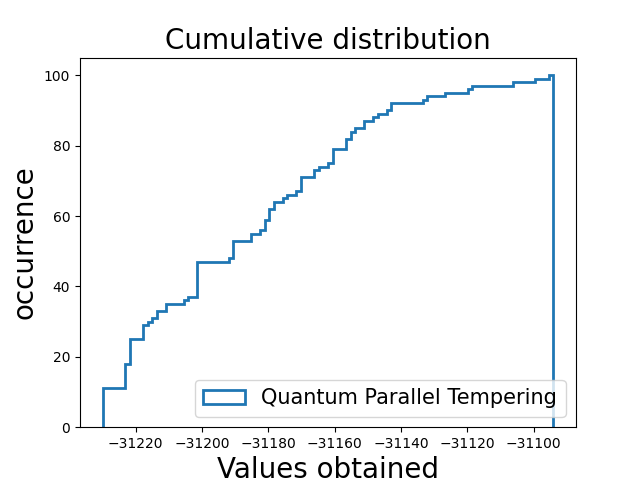 Cumulative distribution
occurrence
100
80
60
40
20
0
Quantum Parallel Tempering
−31220 −31200 −31180 −31160 −31140 −31120 −31100
Values obtained